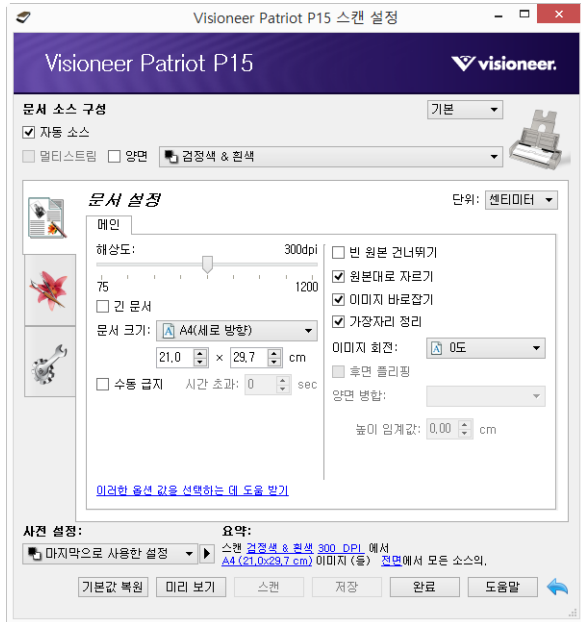 Visioneer Patriot P15 스캔 설정
Visioneer Patriot P15
visioneer.
문서 소스 구성
기본
자동 소스
멀티스트림 양면 검정색 & 흰색
문서 설정
단위: 센티미터
메인
해상도: 300dpi
75 1200
긴 문서
문서 크기: A4(세로 방향)
21,0 × 29,7 cm
수동 급지 시간 초과: 0 sec
빈 원본 건너뛰기
원본대로 자르기
이미지 바로잡기
가장자리 정리
이미지 회전: 0도
후면 플리핑
양면 병합:
높이 임계값: 0,00 cm
이러한 옵션 값을 선택하는 데 도움 받기
사전 설정:
마지막으로 사용한 설정
요약:
스캔 검정색 & 흰색 300 DPI 에서
A4 (21,0x29,7 cm) 이미지 (들) 전면에서 모든 소스의.
기본값 복원 미리 보기 스캔 저장 완료 도움말